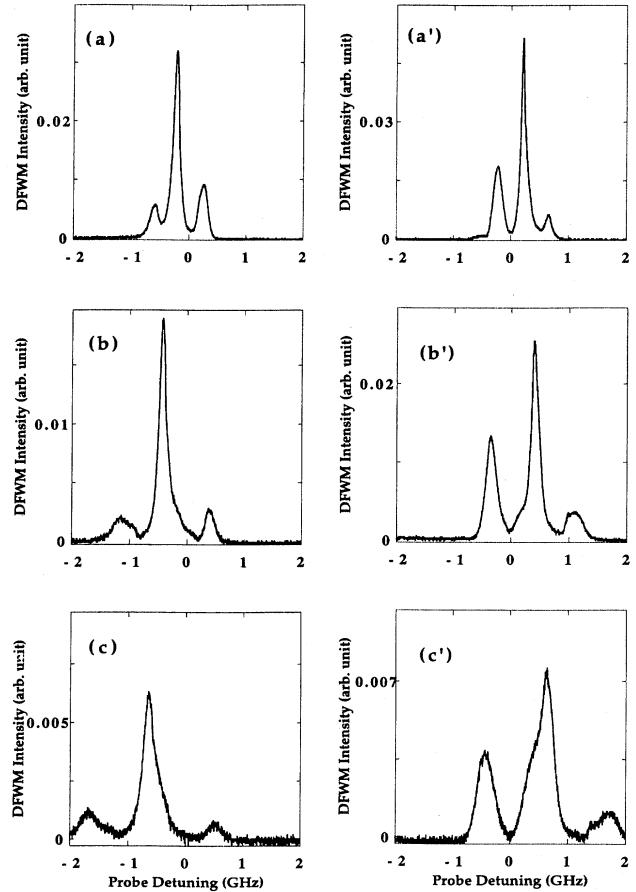 (a)
DFWM Intensity (arb. unit)
0.02
0
- 2 - 1 0 1 2
(a')
DFWM Intensity (arb. unit)
0.03
0
- 2 - 1 0 1 2
(b)
DFWM Intensity (arb. unit)
0.01
0
- 2 - 1 0 1 2
(b')
DFWM Intensity (arb. unit)
0.02
0
- 2 - 1 0 1 2
(c)
DFWM Intensity (arb. unit)
0.005
0
- 2 - 1 0 1 2
Probe Detuning (GHz)
(c')
DFWM Intensity (arb. unit)
0.007
0
- 2 - 1 0 1 2
Probe Detuning (GHz)